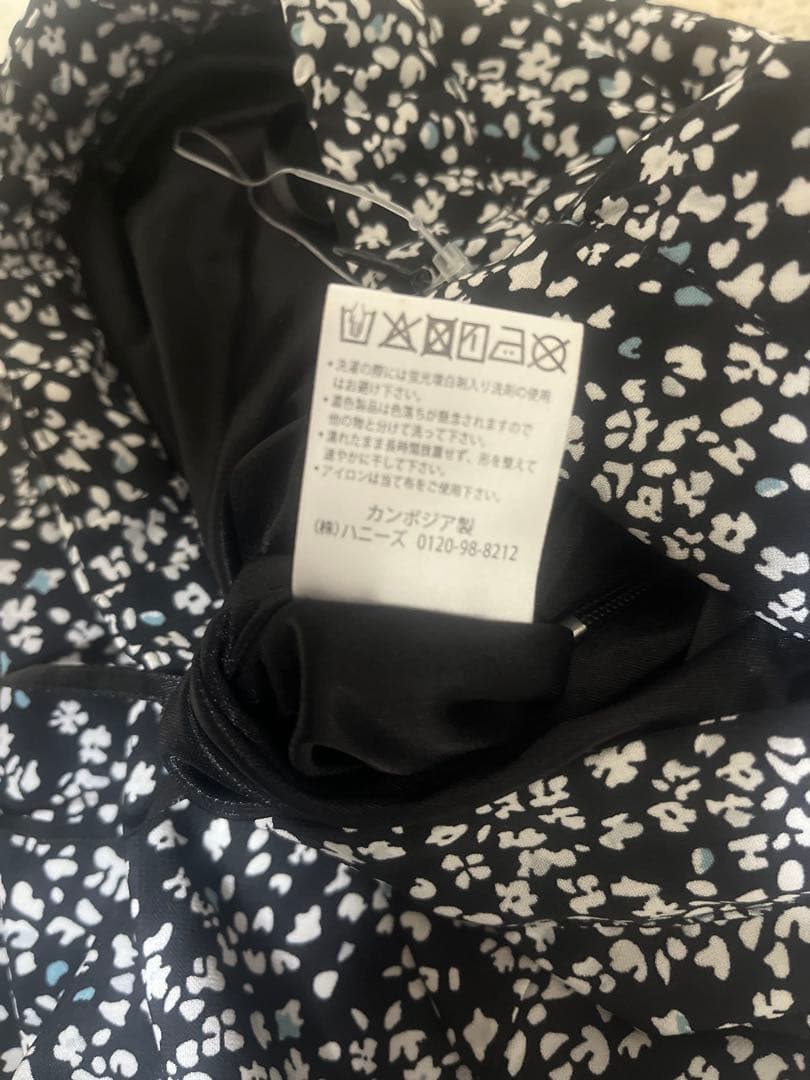 •洗濯の際には蛍光増白剤入り洗剤の使用
はお避け下さい。
•濃色製品は色落ちが懸念されますので
他の物と分けて洗って下さい。
•濡れたまま長時間放置せず、形を整えて
速やかに干して下さい。
•アイロンは当て布をご使用下さい。
カンボジア製
(株)ハニーズ 0120-98-8212